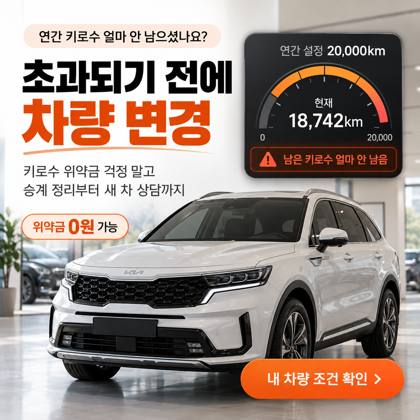 연간 키로수 얼마 안 남으셨나요?
초과되기 전에
차량 변경
키로수 위약금 걱정 말고
승계 정리부터 새 차 상담까지
위약금 0원 가능
연간 설정 20,000km
현재
18,742km
0
20,000
남은 키로수 얼마 안 남음
KIA
내 차량 조건 확인 >